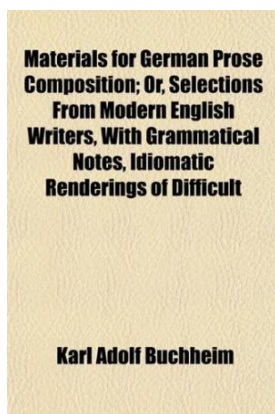 Materials for German Prose
Composition; Or, Selections
From Modern English
Writers, With Grammatical
Notes, Idiomatic
Renderings of Difficult
Karl Adolf Buchheim